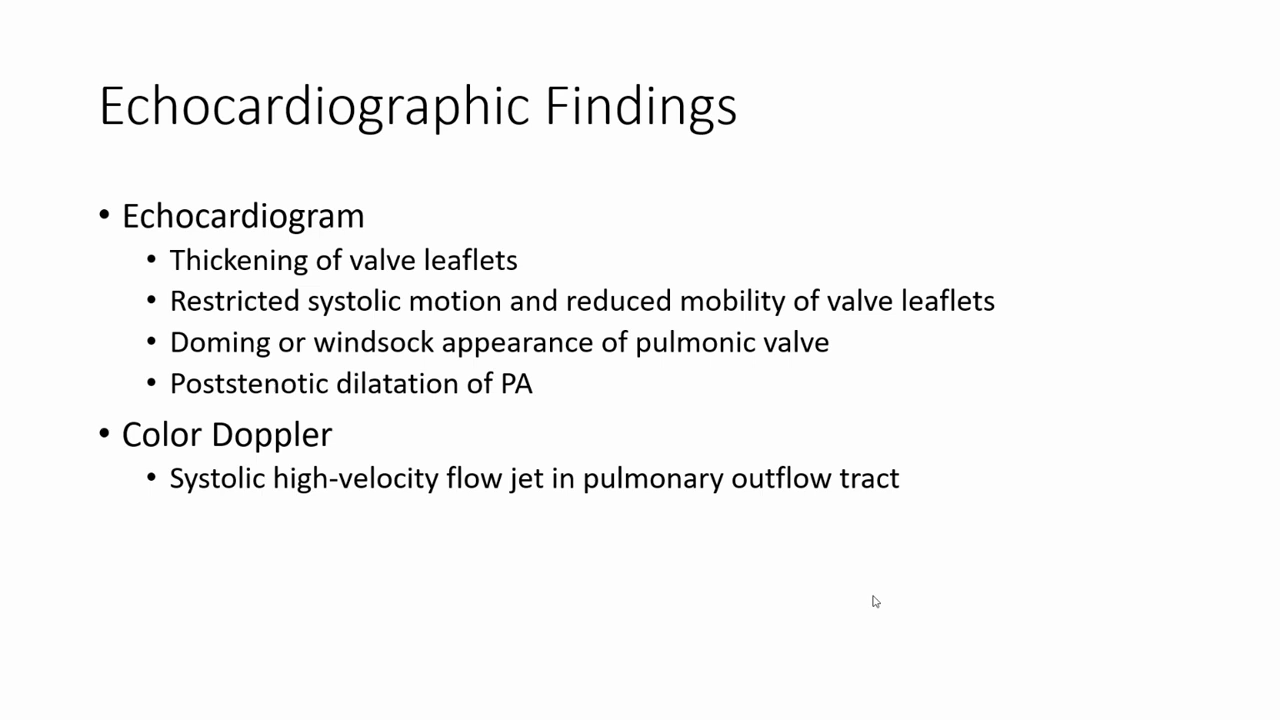 Echocardiographic Findings
• Echocardiogram
• Thickening of valve leaflets
• Restricted systolic motion and reduced mobility of valve leaflets
• Doming or windsock appearance of pulmonic valve
• Poststenotic dilatation of PA
• Color Doppler
• Systolic high-velocity flow jet in pulmonary outflow tract